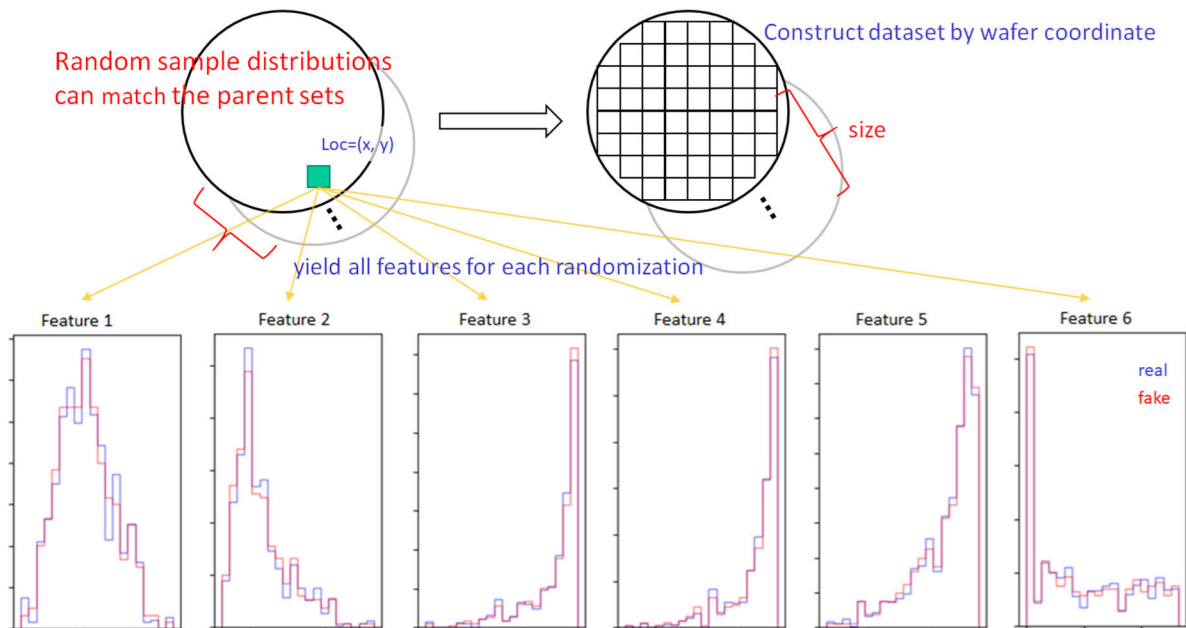 Construct dataset by wafer coordinate
Random sample distributions
can match the parent sets
size
Loc=(x, y)
yield all features for each randomization
Feature 1
Feature 2
Feature 3
Feature 4
Feature 5
Feature 6
real
fake